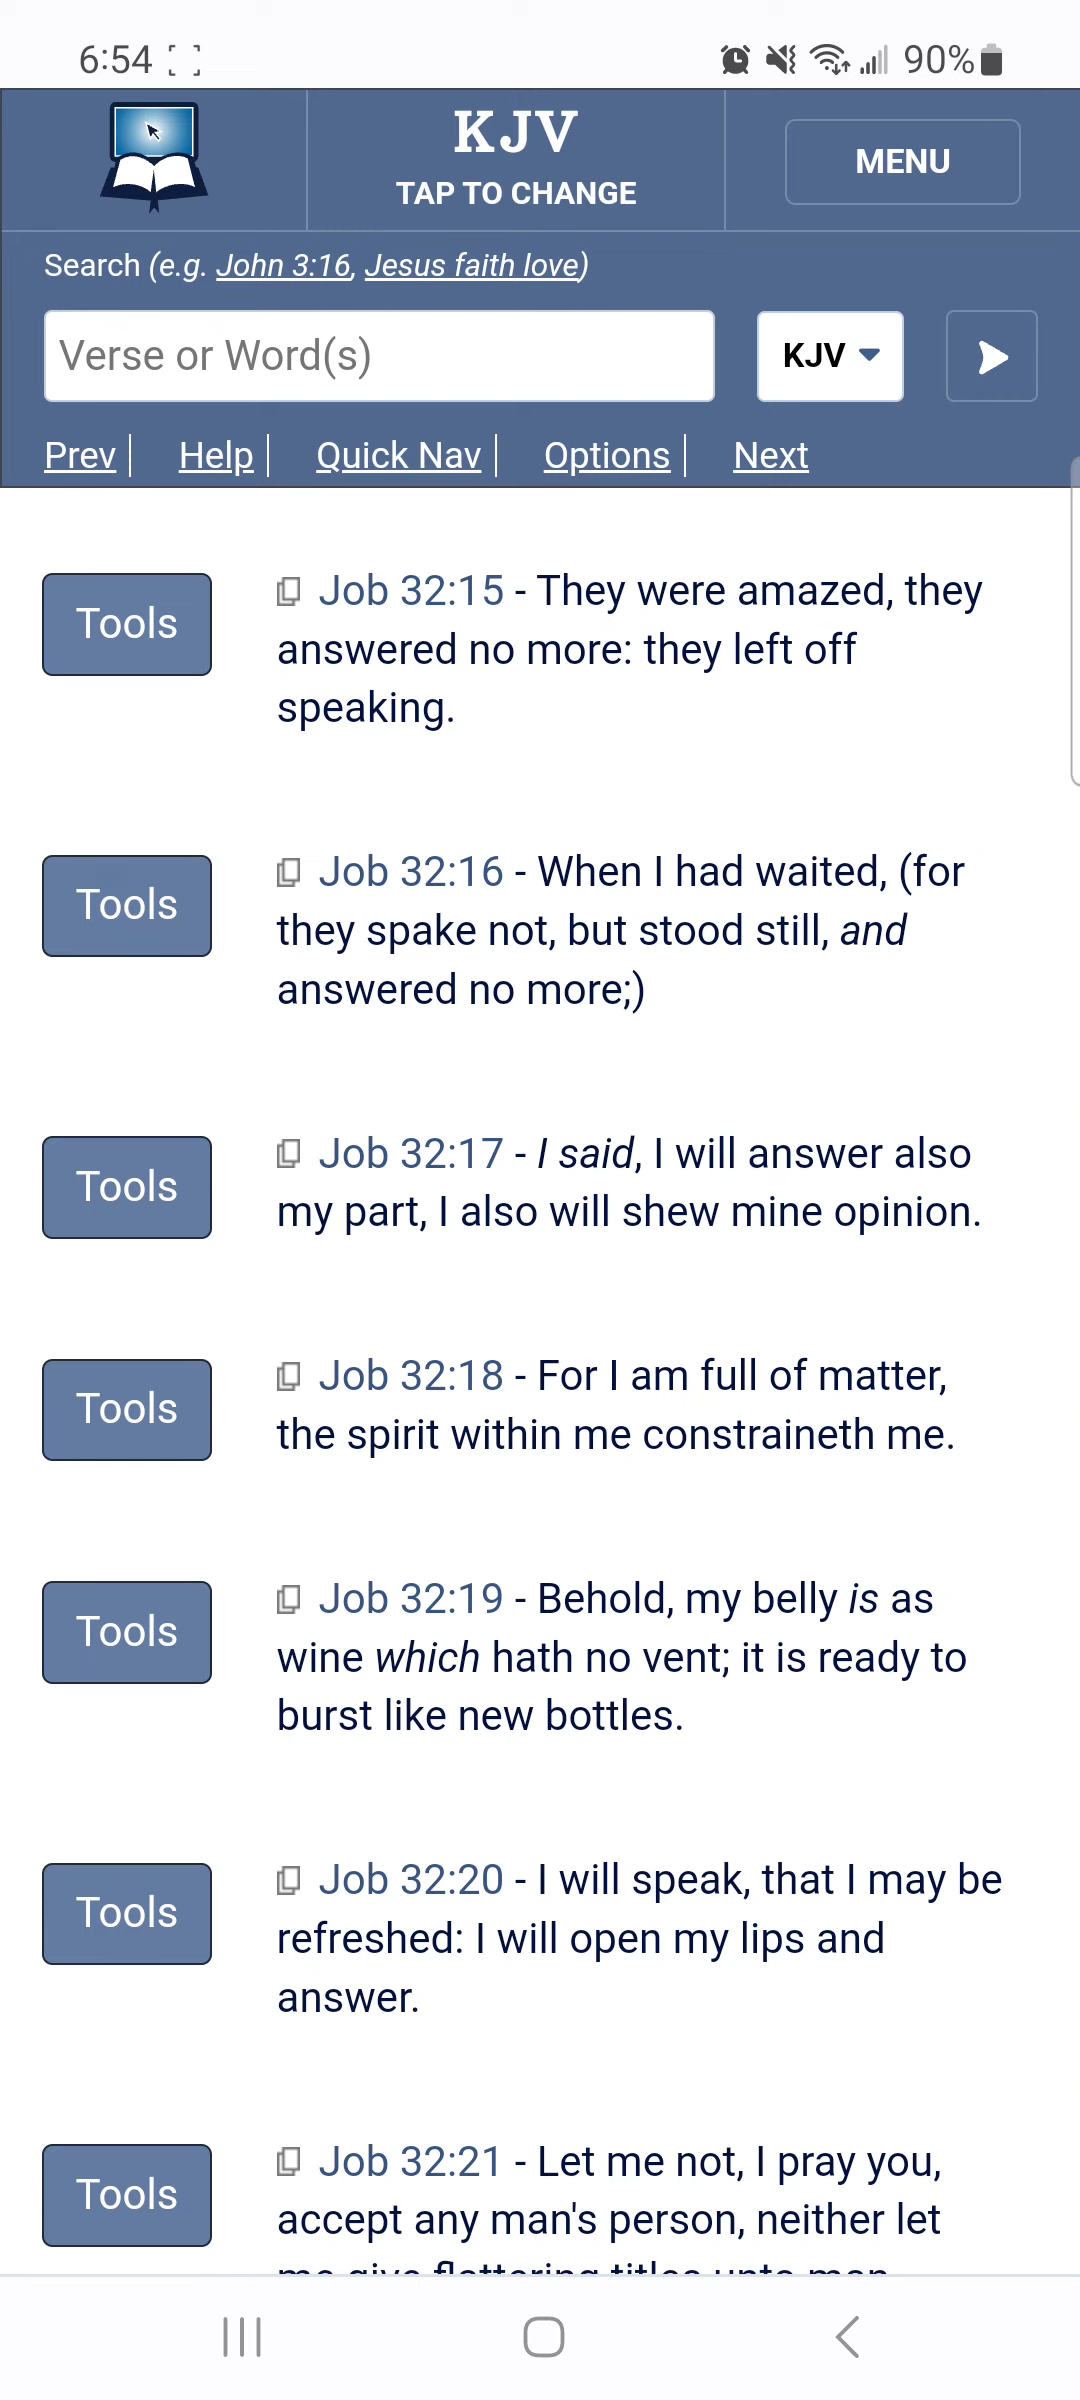 6:54 90%
KJV
TAP TO CHANGE
MENU
Search (e.g. John 3:16, Jesus faith love)
Verse or Word(s)
KJV
Prev Help Quick Nav Options Next
Tools
Job 32:15 - They were amazed, they
answered no more: they left off
speaking.
Tools
Job 32:16 - When I had waited, (for
they spake not, but stood still, and
answered no more;)
Tools
Job 32:17 - I said, I will answer also
my part, I also will shew mine opinion.
Tools
Job 32:18 - For I am full of matter,
the spirit within me constraineth me.
Tools
Job 32:19 - Behold, my belly is as
wine which hath no vent; it is ready to
burst like new bottles.
Tools
Job 32:20 - I will speak, that I may be
refreshed: I will open my lips and
answer.
Tools
Job 32:21 - Let me not, I pray you,
accept any man's person, neither let
me give flattering titles unto man